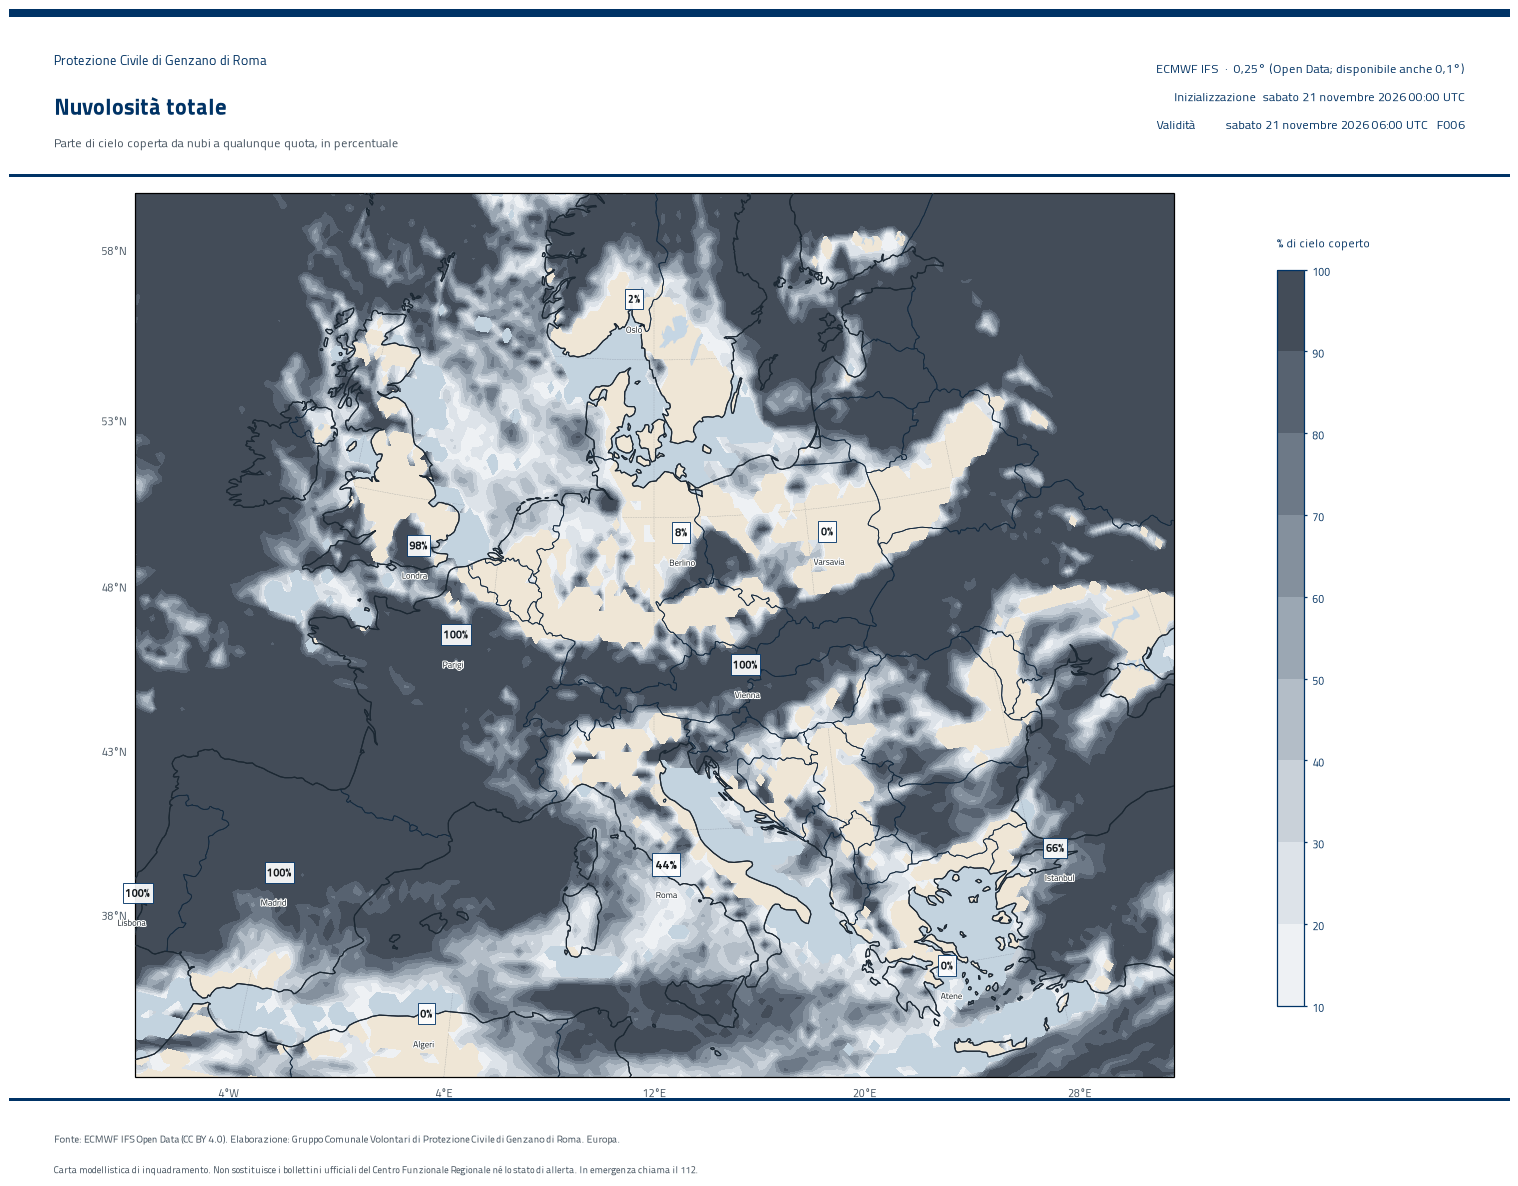 Protezione Civile di Genzano di Roma
Nuvolosità totale
Parte di cielo coperta da nubi a qualunque quota, in percentuale
ECMWF IFS · 0,25° (Open Data; disponibile anche 0,1°)
Inizializzazione sabato 21 novembre 2026 00:00 UTC
Validità sabato 21 novembre 2026 06:00 UTC F006
% di cielo coperto
100
90
80
70
60
50
40
30
20
10
58°N
53°N
48°N
43°N
38°N
4°W
4°E
12°E
20°E
28°E
2%
Oslo
98%
Londra
8%
Berlino
0%
Varsavia
100%
Parigi
100%
Vienna
44%
Roma
66%
Istanbul
100%
Madrid
100%
Lisbona
0%
Atene
0%
Algeri
Fonte: ECMWF IFS Open Data (CC BY 4.0). Elaborazione: Gruppo Comunale Volontari di Protezione Civile di Genzano di Roma. Europa.
Carta modellistica di inquadramento. Non sostituisce i bollettini ufficiali del Centro Funzionale Regionale né lo stato di allerta. In emergenza chiama il 112.